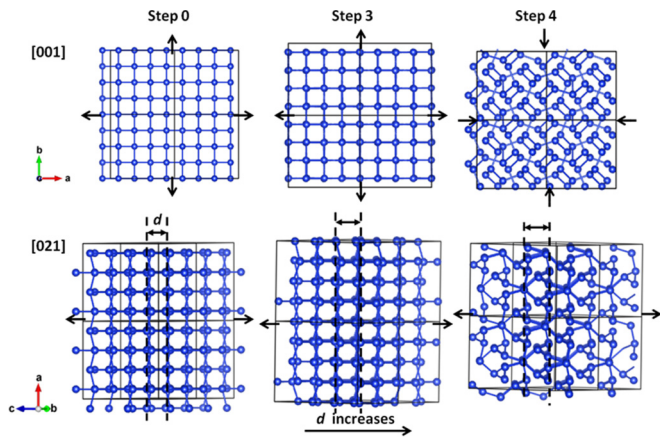 Step 0 Step 3 Step 4
[001]
b
a
d
[021]
a
c b
d increases